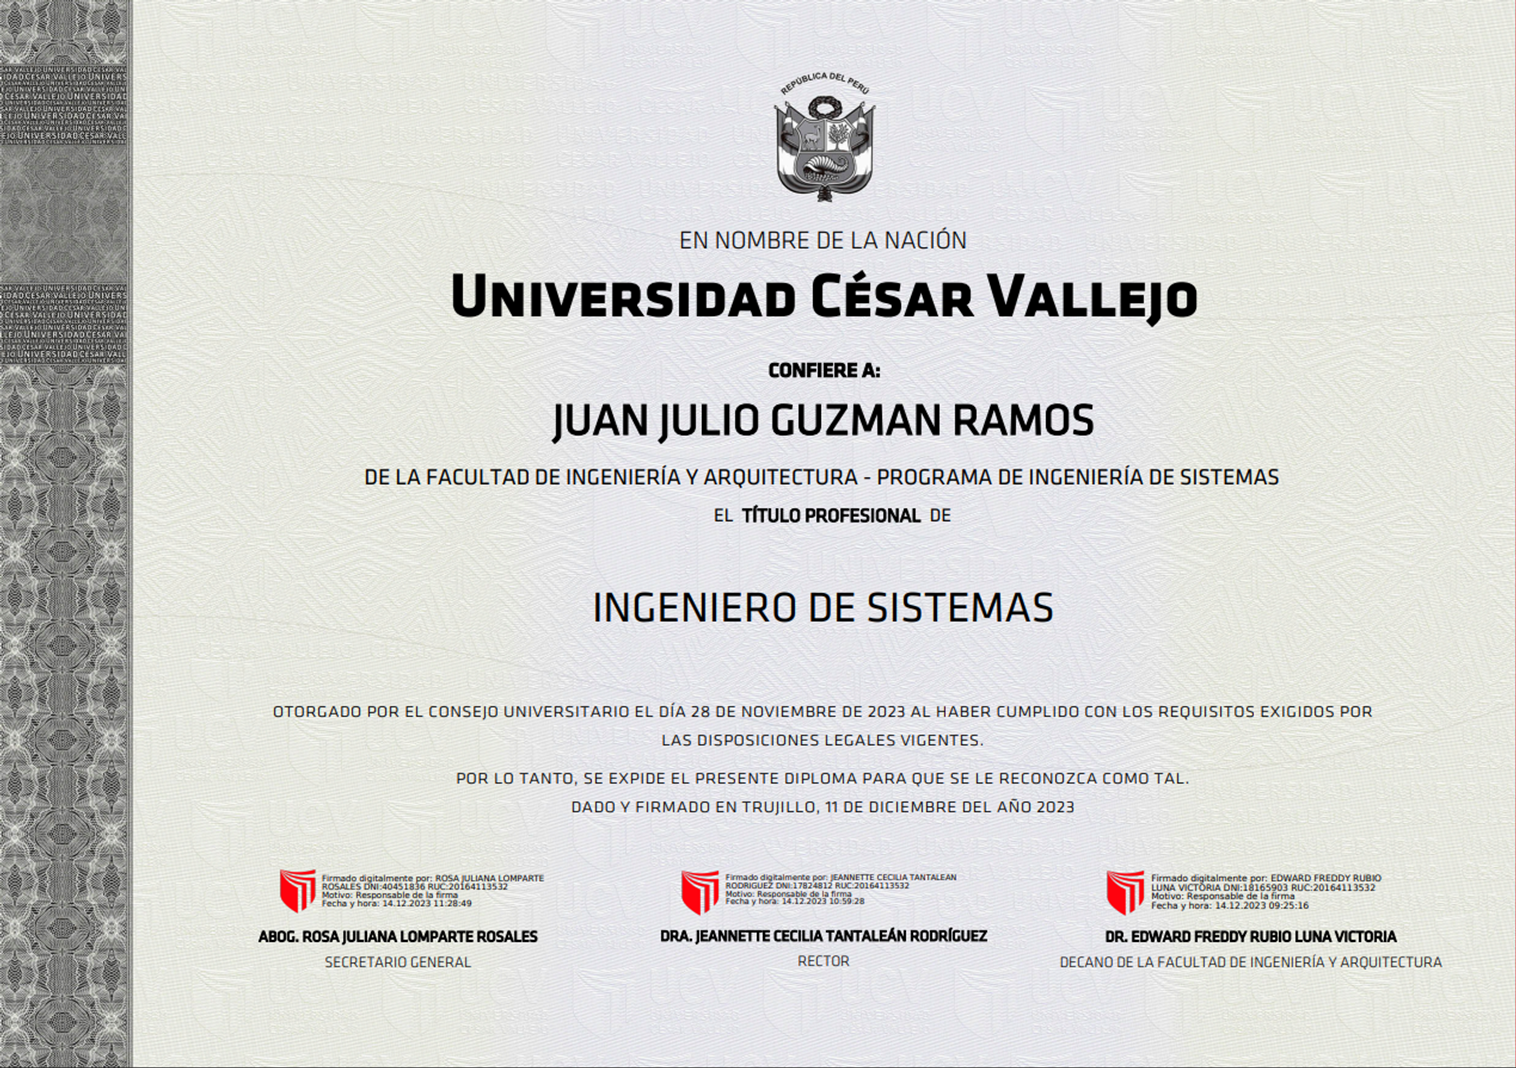 REPÚBLICA DEL PERÚ
EN NOMBRE DE LA NACIÓN
UNIVERSIDAD CÉSAR VALLEJO
CONFIERE A:
JUAN JULIO GUZMAN RAMOS
DE LA FACULTAD DE INGENIERÍA Y ARQUITECTURA - PROGRAMA DE INGENIERÍA DE SISTEMAS
EL TÍTULO PROFESIONAL DE
INGENIERO DE SISTEMAS
OTORGADO POR EL CONSEJO UNIVERSITARIO EL DÍA 28 DE NOVIEMBRE DE 2023 AL HABER CUMPLIDO CON LOS REQUISITOS EXIGIDOS POR
LAS DISPOSICIONES LEGALES VIGENTES.
POR LO TANTO, SE EXPIDE EL PRESENTE DIPLOMA PARA QUE SE LE RECONOZCA COMO TAL.
DADO Y FIRMADO EN TRUJILLO, 11 DE DICIEMBRE DEL AÑO 2023
Firmado digitalmente por: ROSA JULIANA LOMPARTE
ROSALES DNI:40451836 RUC:20164113532
Motivo: Responsable de la firma
Fecha y hora: 14.12.2023 11:28:49
ABOG. ROSA JULIANA LOMPARTE ROSALES
SECRETARIO GENERAL
Firmado digitalmente por: JEANNETTE CECILIA TANTALEAN
RODRIGUEZ DNI:17824812 RUC:20164113532
Motivo: Responsable de la firma
Fecha y hora: 14.12.2023 10:59:28
DRA. JEANNETTE CECILIA TANTALEÁN RODRÍGUEZ
RECTOR
Firmado digitalmente por: EDWARD FREDDY RUBIO
LUNA VICTORIA DNI:18165903 RUC:20164113532
Motivo: Responsable de la firma
Fecha y hora: 14.12.2023 09:25:16
DR. EDWARD FREDDY RUBIO LUNA VICTORIA
DECANO DE LA FACULTAD DE INGENIERÍA Y ARQUITECTURA